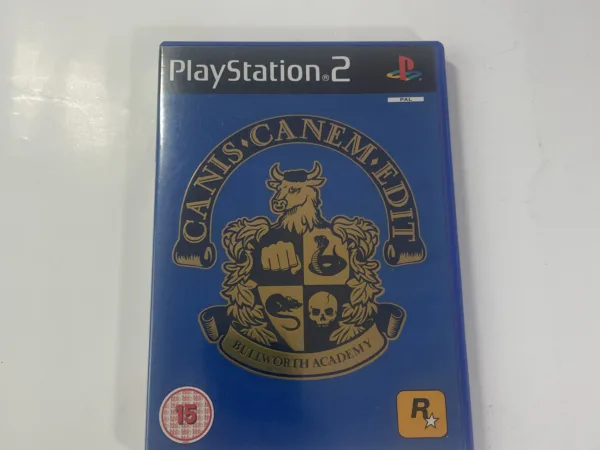 PlayStation.2
PAL
CANIS · CANEM · EDIT
BULLWORTH ACADEMY
15
R